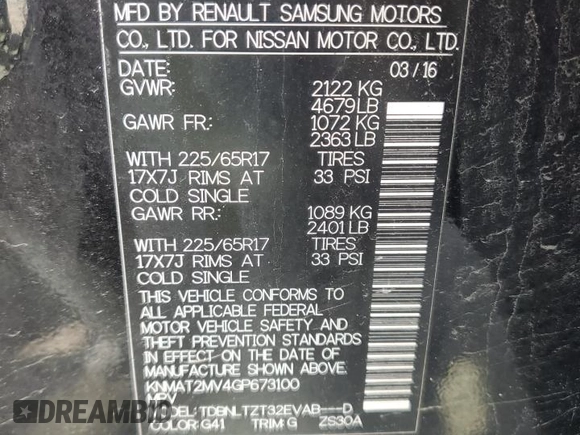 MFD BY RENAULT SAMSUNG MOTORS
CO., LTD. FOR NISSAN MOTOR CO., LTD.
DATE: 03/16
GVWR: 2122 KG
4679 LB
GAWR FR: 1072 KG
2363 LB
WITH 225/65R17 TIRES
17X7J RIMS AT 33 PSI
COLD SINGLE
GAWR RR: 1089 KG
2401 LB
WITH 225/65R17 TIRES
17X7J RIMS AT 33 PSI
COLD SINGLE
THIS VEHICLE CONFORMS TO
ALL APPLICABLE FEDERAL
MOTOR VEHICLE SAFETY AND
THEFT PREVENTION STANDARDS
IN EFFECT ON THE DATE OF
MANUFACTURE SHOWN ABOVE.
KNMAT2MV4GP673100
MPV
MODEL: TDBNLTZT32EVAB---D
COLOR: G41 TRIM: G ZS30A